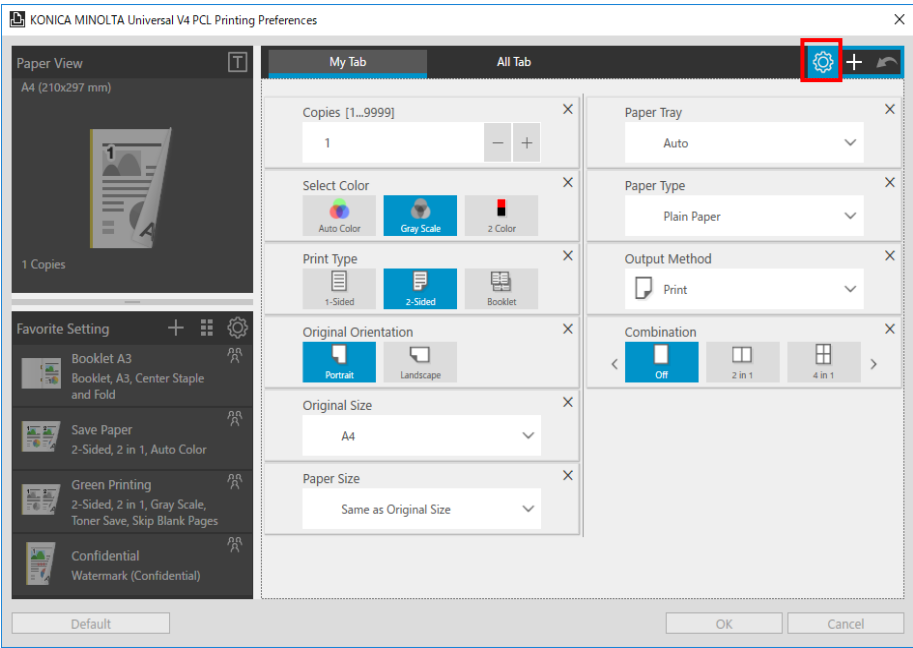 KONICA MINOLTA Universal V4 PCL Printing Preferences
Paper View
T
A4 (210x297 mm)
1
1 Copies
Favorite Setting
Booklet A3
Booklet, A3, Center Staple
and Fold
Save Paper
2-Sided, 2 in 1, Auto Color
Green Printing
2-Sided, 2 in 1, Gray Scale,
Toner Save, Skip Blank Pages
Confidential
Watermark (Confidential)
My Tab
All Tab
Copies [1...9999]
1
Select Color
Auto Color
Gray Scale
2 Color
Print Type
1-Sided
2-Sided
Booklet
Original Orientation
Portrait
Landscape
Original Size
A4
Paper Size
Same as Original Size
Paper Tray
Auto
Paper Type
Plain Paper
Output Method
Print
Combination
Off
2 in 1
4 in 1
Default
OK
Cancel